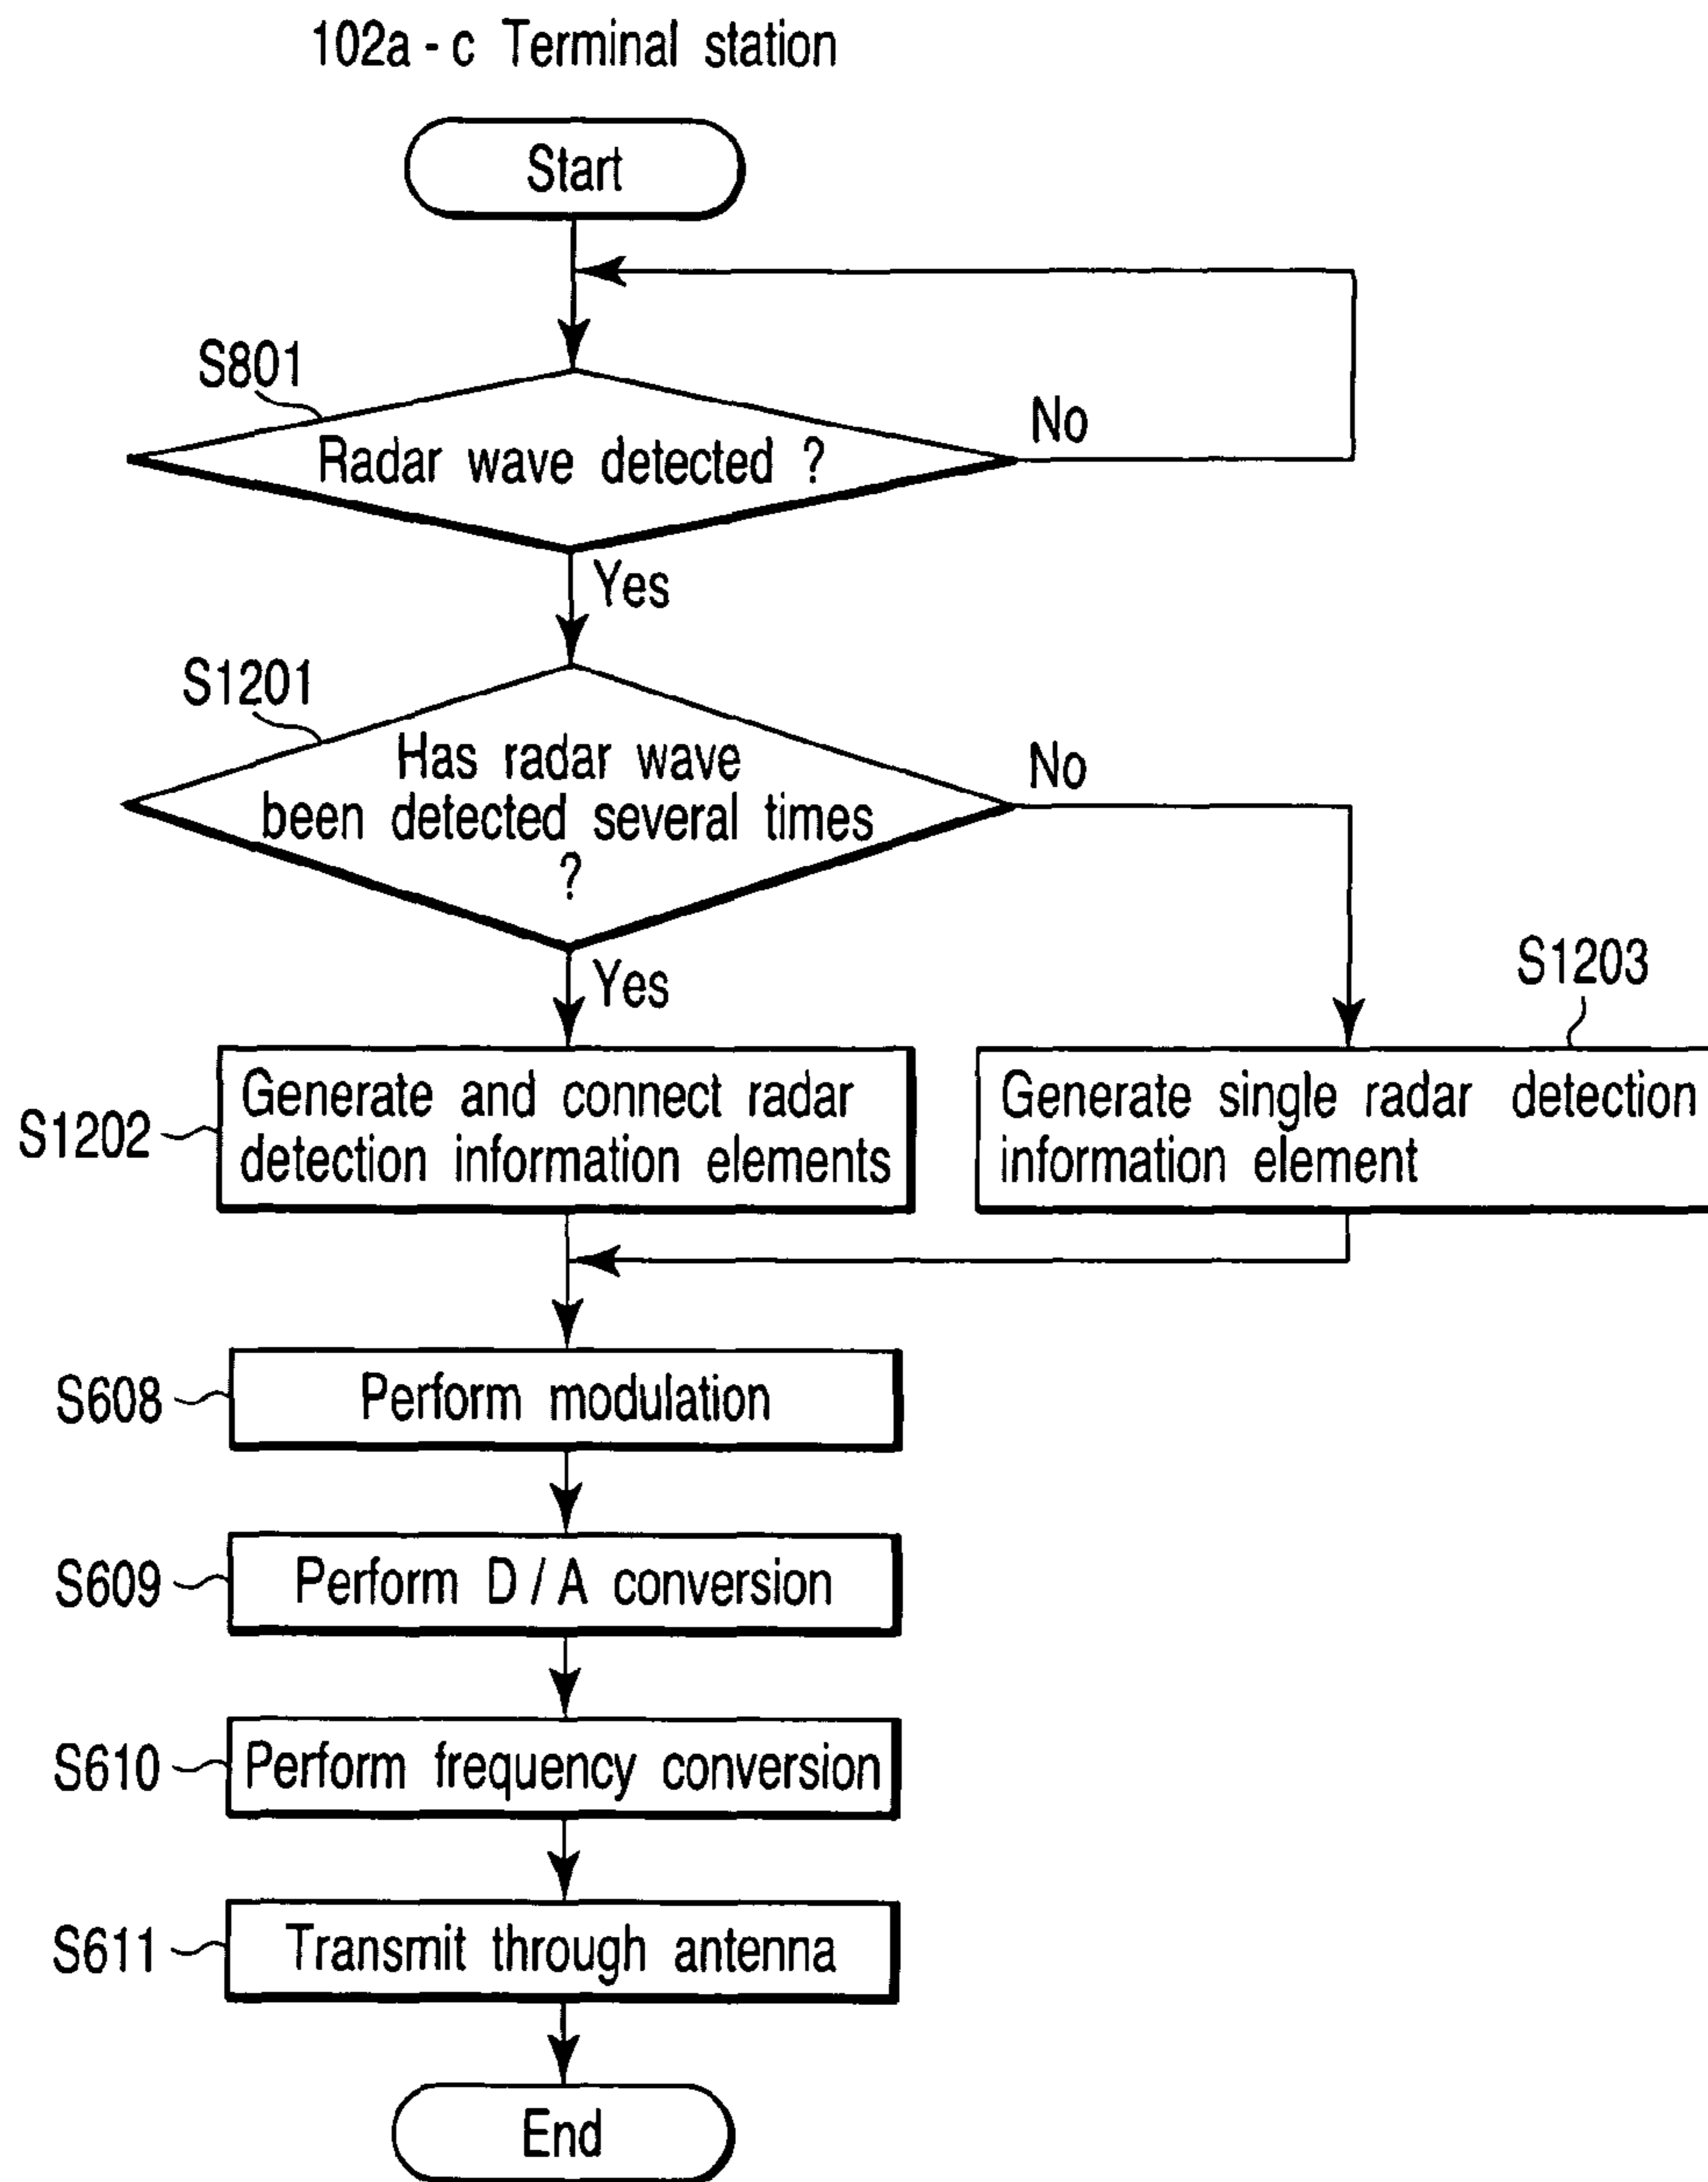 102a - c Terminal station
Start
S801
Radar wave detected ?
No
Yes
S1201
Has radar wave
been detected several times
?
No
Yes
S1203
S1202
Generate and connect radar
detection information elements
Generate single radar detection
information element
S608
Perform modulation
S609
Perform D / A conversion
S610
Perform frequency conversion
S611
Transmit through antenna
End